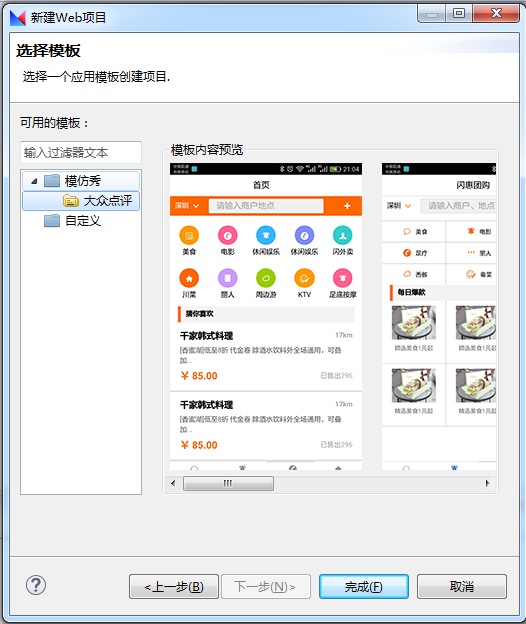 新建Web项目
选择模板
选择一个应用模板创建项目.
可用的模板：
输入过滤器文本
模仿秀
大众点评
自定义
模板内容预览
21:04
首页
深圳
请输入商户地点
美食
电影
休闲娱乐
休闲娱乐
闪外卖
川菜
丽人
周边游
KTV
足底按摩
猜你喜欢
千家韩式料理
17km
[香蜜湖]低至8折 代金卷 除酒水饮料外全场通用，可叠
加...
¥ 85.00
已售出296
千家韩式料理
17km
[香蜜湖]低至8折 代金卷 除酒水饮料外全场通用，可叠
加...
¥ 85.00
已售出296
闪惠团购
深圳
请输入商户、地点
美食
电影
足疗
丽人
西餐
粤菜
每日爆款
精选美食1元起
精选美食1元起
精选美食1元起
精选美食1元起
<上一步(B)
下一步(N)>
完成(F)
取消